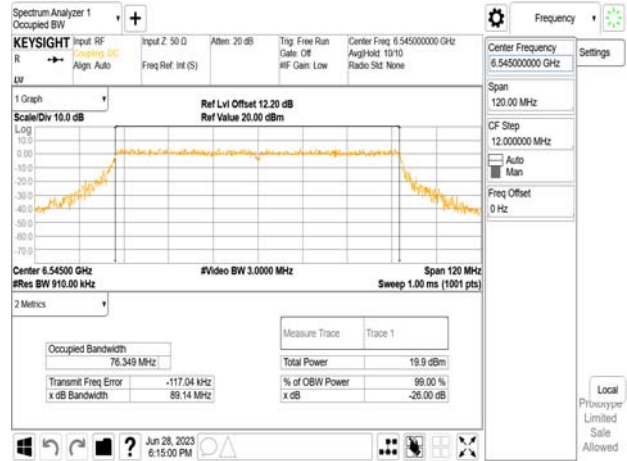 Spectrum Analyzer 1
Occupied BW
+
Frequency
KEYSIGHT
Input: RF
Input Z: 50 Ω
Atten: 20 dB
Trig: Free Run
Center Freq: 6.545000000 GHz
R
Coupling: DC
Gate: Off
Avg|Hold: 10/10
Align: Auto
Freq Ref: Int (S)
#IF Gain: Low
Radio Std: None
Center Frequency
6.545000000 GHz
Settings
Span
120.00 MHz
CF Step
12.000000 MHz
Auto
Man
Freq Offset
0 Hz
1 Graph
Ref Lvl Offset 12.20 dB
Scale/Div 10.0 dB
Ref Value 20.00 dBm
Log
10.0
0.00
-10.0
-20.0
-30.0
-40.0
-50.0
-60.0
-70.0
Center 6.54500 GHz
#Video BW 3.0000 MHz
Span 120 MHz
#Res BW 910.00 kHz
Sweep 1.00 ms (1001 pts)
2 Metrics
Measure Trace
Trace 1
Occupied Bandwidth
76.349 MHz
Total Power
19.9 dBm
Transmit Freq Error
-117.04 kHz
% of OBW Power
99.00 %
x dB Bandwidth
89.14 MHz
x dB
-26.00 dB
Local
Prototype
Limited
Sale
Allowed
?
Jun 28, 2023
6:15:00 PM